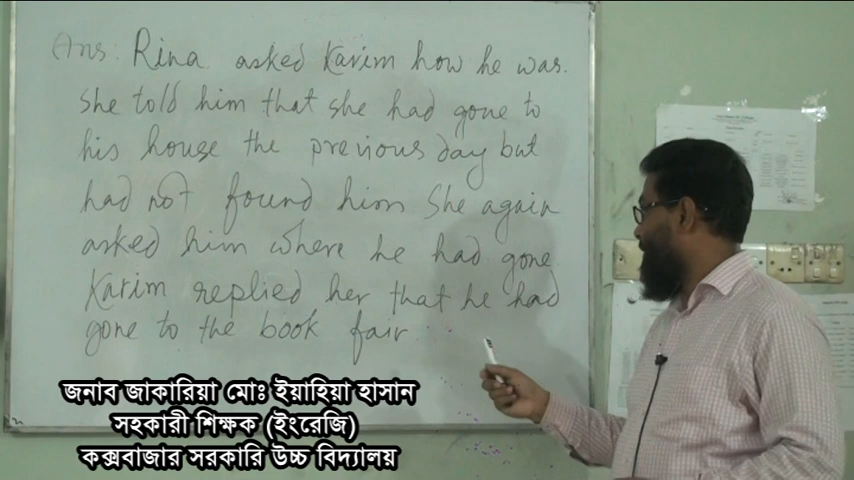 Ans: Rina asked Karim how he was.
She told him that she had gone to
his house the previous day but
had not found him She again
asked him where he had gone
Karim replied her that he had
gone to the book fair
জনাব জাকারিয়া মোঃ ইয়াহিয়া হাসান
সহকারী শিক্ষক (ইংরেজি)
কক্সবাজার সরকারি উচ্চ বিদ্যালয়